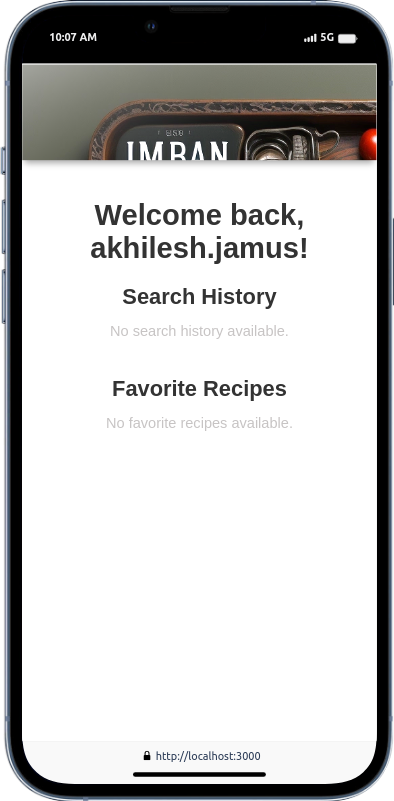 10:07 AM
5G
IMBAN
Welcome back,
akhilesh.jamus!
Search History
No search history available.
Favorite Recipes
No favorite recipes available.
http://localhost:3000